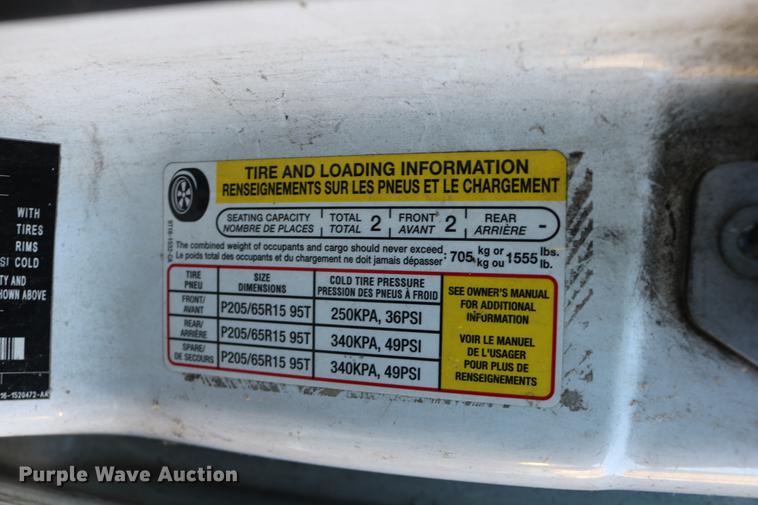 WITH
TIRES
RIMS
SI COLD
TY AND
HOWN ABOVE
16-1520472-AA
TIRE AND LOADING INFORMATION
RENSEIGNEMENTS SUR LES PNEUS ET LE CHARGEMENT
SEATING CAPACITY TOTAL 2 FRONT 2 REAR -
NOMBRE DE PLACES TOTAL AVANT ARRIÈRE
The combined weight of occupants and cargo should never exceed, 705 kg or 1555 lbs.
Le poids total des occupants et du chargement ne doit jamais dépasser kg ou lb.
TIRE SIZE COLD TIRE PRESSURE
PNEU DIMENSIONS PRESSION DES PNEUS À FROID
FRONT/
AVANT P205/65R15 95T 250KPA, 36PSI
REAR/
ARRIÈRE P205/65R15 95T 340KPA, 49PSI
SPARE/
DE SECOURS P205/65R15 95T 340KPA, 49PSI
SEE OWNER'S MANUAL
FOR ADDITIONAL
INFORMATION
VOIR LE MANUEL
DE L'USAGER
POUR PLUS DE
RENSEIGNEMENTS
Purple Wave Auction